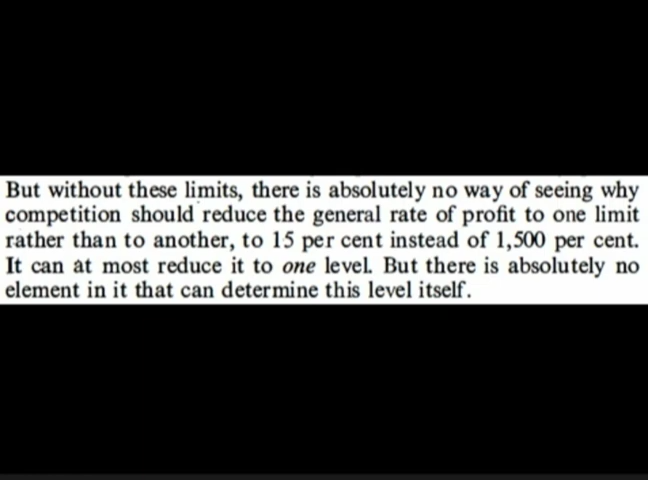 But without these limits, there is absolutely no way of seeing why
competition should reduce the general rate of profit to one limit
rather than to another, to 15 per cent instead of 1,500 per cent.
It can at most reduce it to one level. But there is absolutely no
element in it that can determine this level itself.